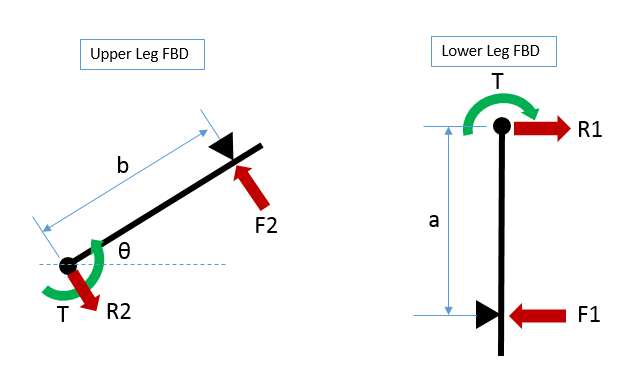 Upper Leg FBD
b
θ
F2
T
R2
Lower Leg FBD
T
R1
a
F1